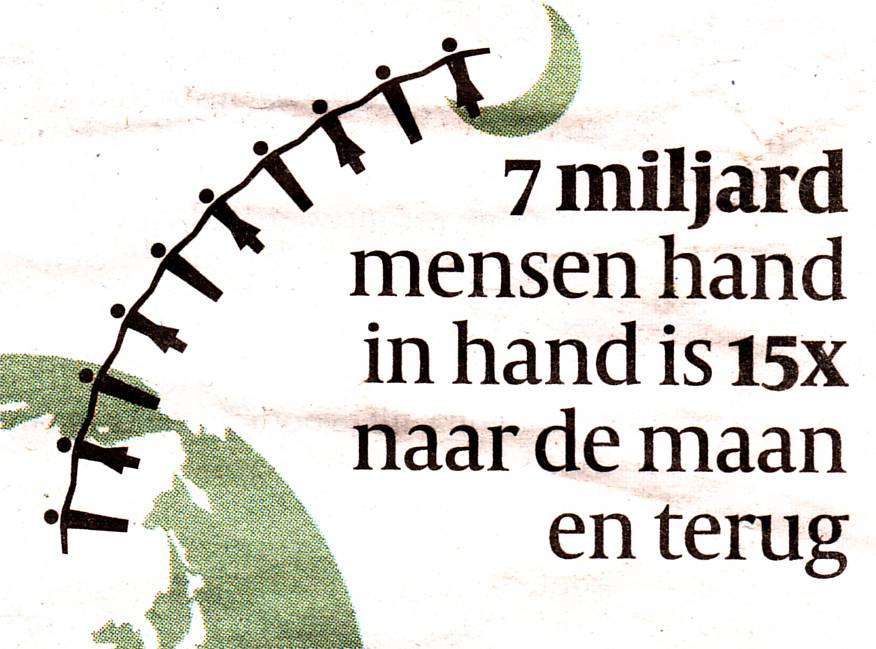 7 miljard
mensen hand
in hand is 15x
naar de maan
en terug